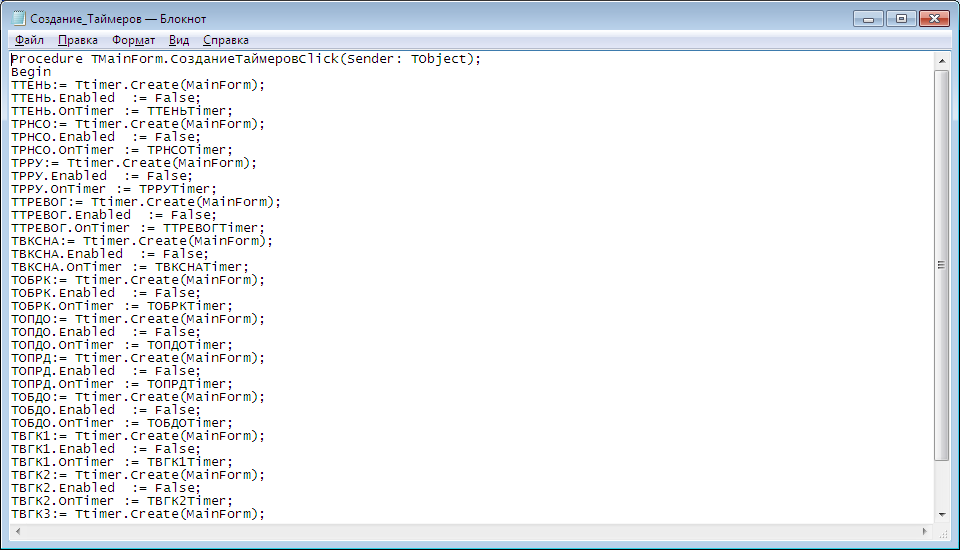 Создание_Таймеров — Блокнот
Файл Правка Формат Вид Справка
Procedure TMainForm.СозданиеТаймеровClick(Sender: TObject);
Begin
ТТЕНЬ:= Ttimer.Create(MainForm);
ТТЕНЬ.Enabled  := False;
ТТЕНЬ.OnTimer := ТТЕНЬTimer;
ТРНСО:= Ttimer.Create(MainForm);
ТРНСО.Enabled  := False;
ТРНСО.OnTimer := ТРНСОTimer;
ТРРУ:= Ttimer.Create(MainForm);
ТРРУ.Enabled  := False;
ТРРУ.OnTimer := ТРРУTimer;
ТТРЕВОГ:= Ttimer.Create(MainForm);
ТТРЕВОГ.Enabled  := False;
ТТРЕВОГ.OnTimer := ТТРЕВОГTimer;
ТВКСНА:= Ttimer.Create(MainForm);
ТВКСНА.Enabled  := False;
ТВКСНА.OnTimer := ТВКСНАTimer;
ТОБРК:= Ttimer.Create(MainForm);
ТОБРК.Enabled  := False;
ТОБРК.OnTimer := ТОБРКTimer;
ТОПДО:= Ttimer.Create(MainForm);
ТОПДО.Enabled  := False;
ТОПДО.OnTimer := ТОПДОTimer;
ТОПРД:= Ttimer.Create(MainForm);
ТОПРД.Enabled  := False;
ТОПРД.OnTimer := ТОПРДTimer;
ТОБДО:= Ttimer.Create(MainForm);
ТОБДО.Enabled  := False;
ТОБДО.OnTimer := ТОБДОTimer;
ТВГК1:= Ttimer.Create(MainForm);
ТВГК1.Enabled  := False;
ТВГК1.OnTimer := ТВГК1Timer;
ТВГК2:= Ttimer.Create(MainForm);
ТВГК2.Enabled  := False;
ТВГК2.OnTimer := ТВГК2Timer;
ТВГК3:= Ttimer.Create(MainForm);